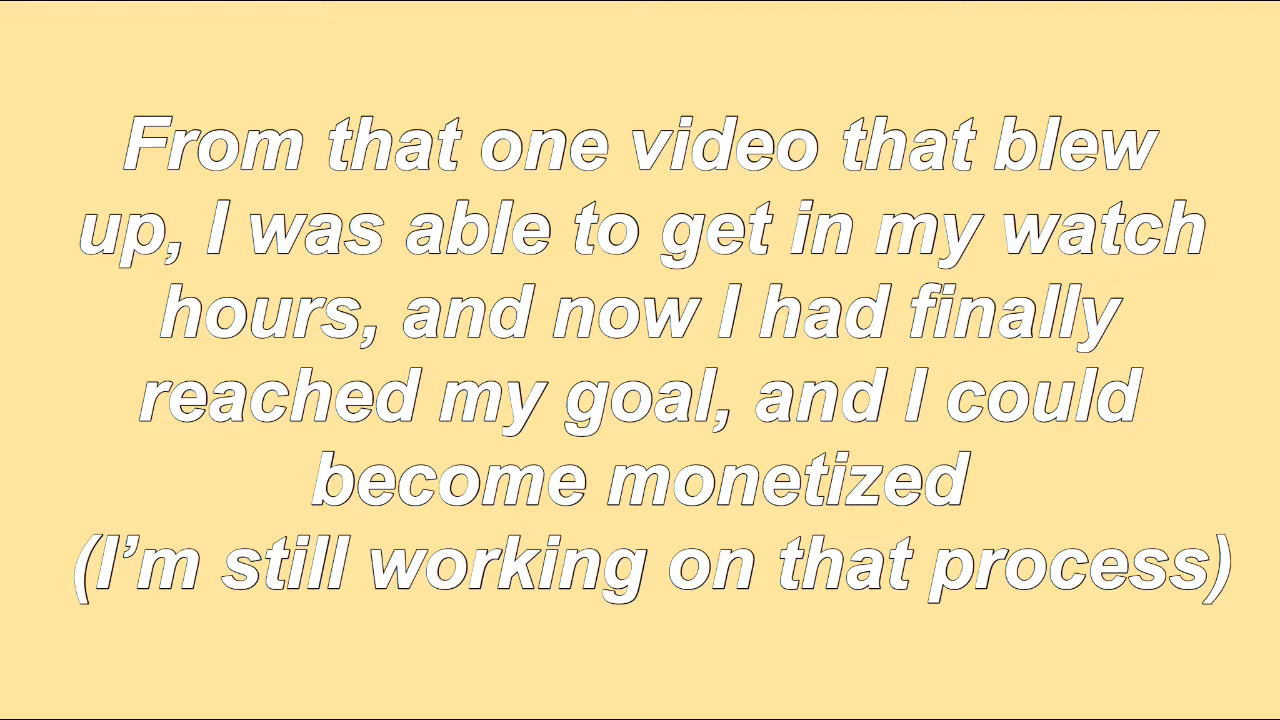 From that one video that blew
up, I was able to get in my watch
hours, and now I had finally
reached my goal, and I could
become monetized
(I’m still working on that process)